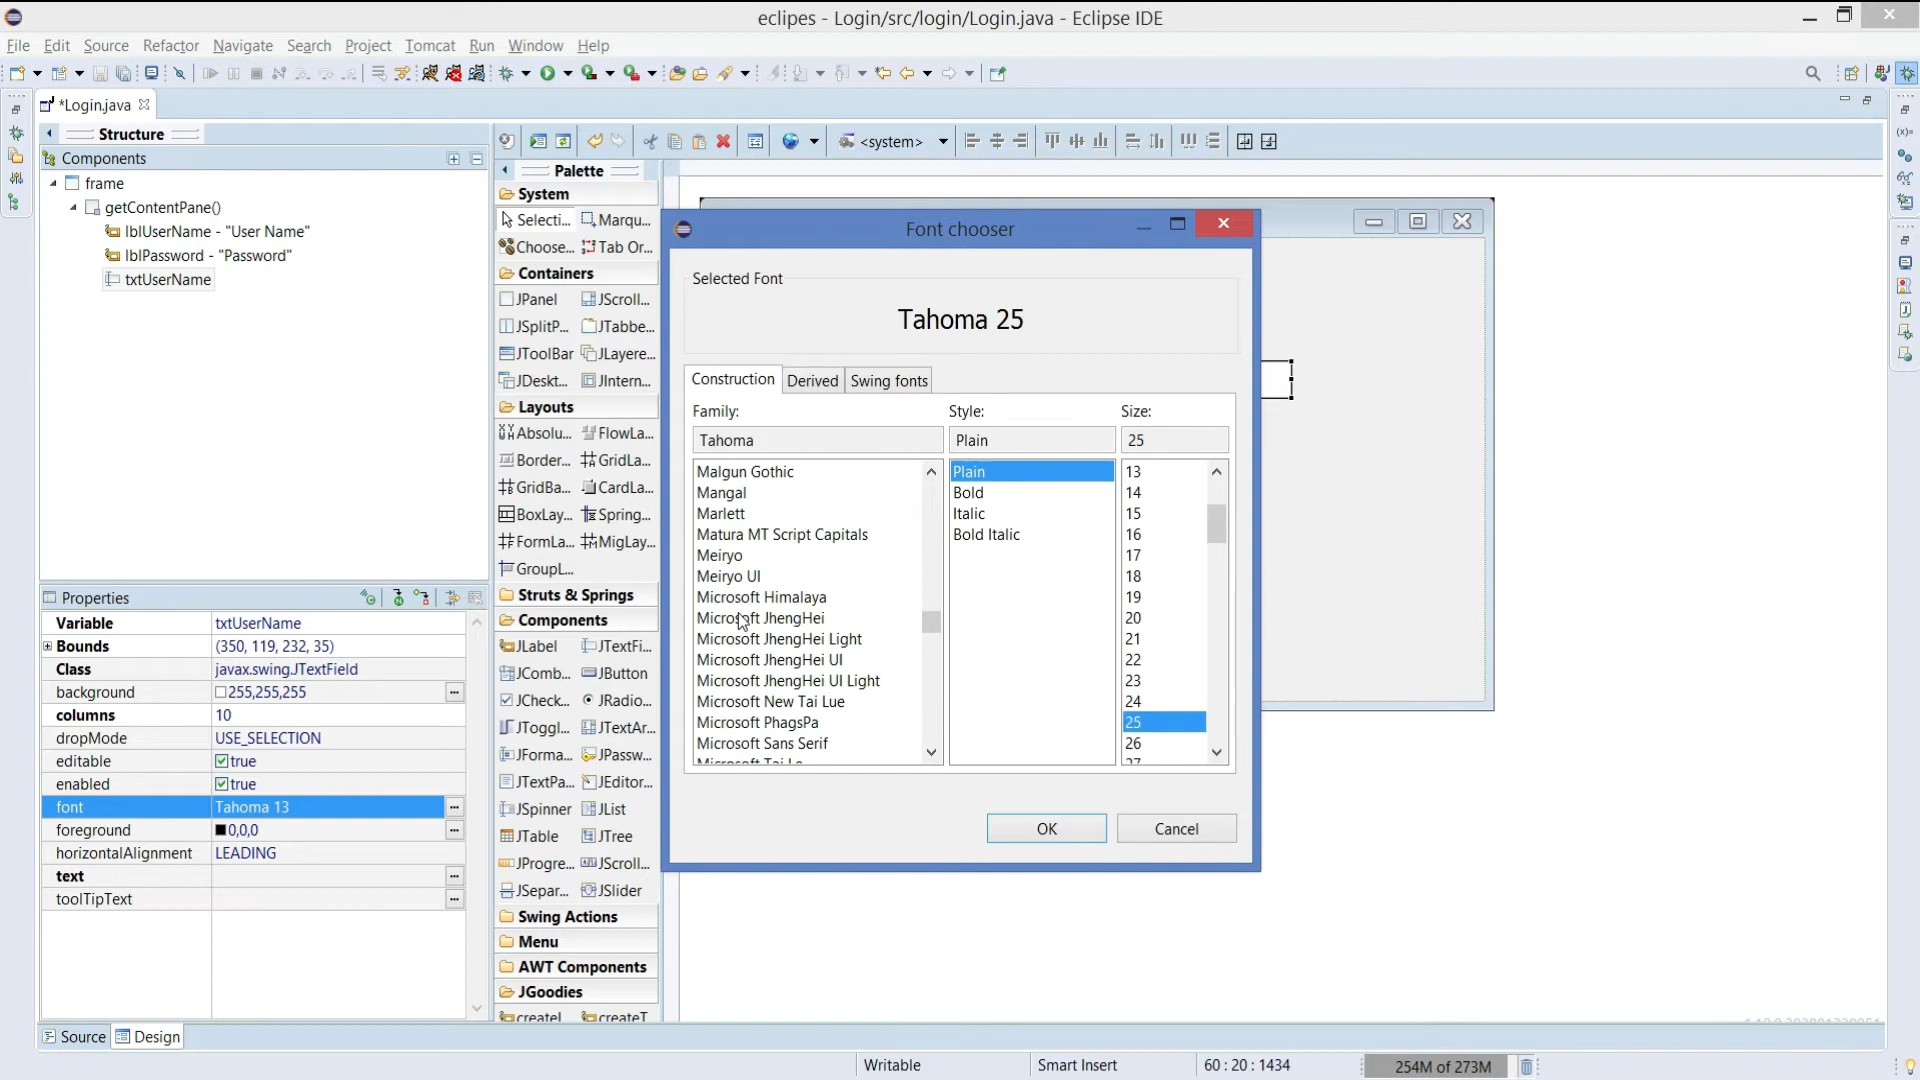 eclipes - Login/src/login/Login.java - Eclipse IDE
File Edit Source Refactor Navigate Search Project Tomcat Run Window Help
*Login.java
Structure
Components
frame
getContentPane()
lblUserName - "User Name"
lblPassword - "Password"
txtUserName
Properties
Variable txtUserName
Bounds (350, 119, 232, 35)
Class javax.swing.JTextField
background 255,255,255
columns 10
dropMode USE_SELECTION
editable true
enabled true
font Tahoma 13
foreground 0,0,0
horizontalAlignment LEADING
text
toolTipText
Source Design
<system>
Palette
System
Selecti... Marqu...
Choose... Tab Or...
Containers
JPanel JScroll...
JSplitP... JTabbe...
JToolBar JLayere...
JDeskt... JIntern...
Layouts
Absolu... FlowLa...
Border... GridLa...
GridBa... CardLa...
BoxLay... Spring...
FormLa... MigLay...
GroupL...
Struts & Springs
Components
JLabel JTextFi...
JComb... JButton
JCheck... JRadio...
JToggl... JTextAr...
JForma... JPassw...
JTextPa... JEditor...
JSpinner JList
JTable JTree
JProgre... JScroll...
JSepar... JSlider
Swing Actions
Menu
AWT Components
JGoodies
createL createT
Font chooser
Selected Font
Tahoma 25
Construction Derived Swing fonts
Family: Style: Size:
Tahoma Plain 25
Malgun Gothic
Mangal
Marlett
Matura MT Script Capitals
Meiryo
Meiryo UI
Microsoft Himalaya
Microsoft JhengHei
Microsoft JhengHei Light
Microsoft JhengHei UI
Microsoft JhengHei UI Light
Microsoft New Tai Lue
Microsoft PhagsPa
Microsoft Sans Serif
Microsoft Tai Le
Plain
Bold
Italic
Bold Italic
13
14
15
16
17
18
19
20
21
22
23
24
25
26
27
OK Cancel
Writable Smart Insert 60 : 20 : 1434 254M of 273M